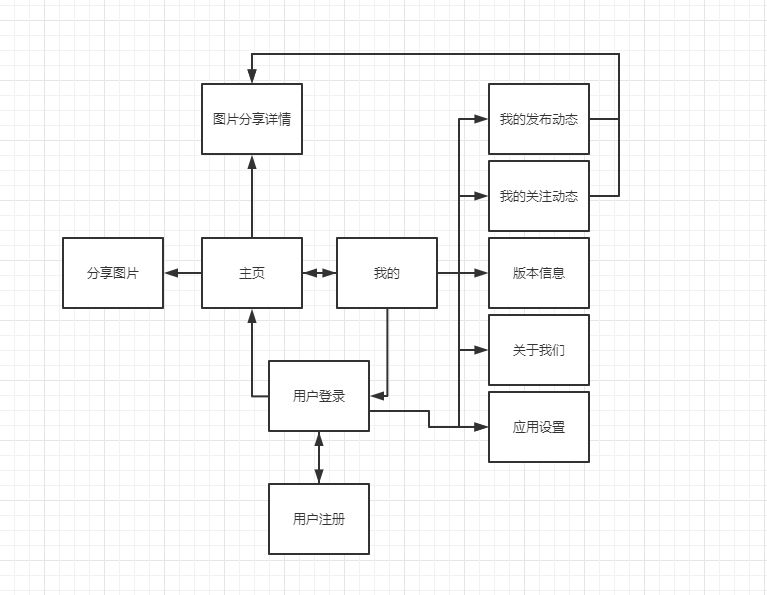 图片分享详情
我的发布动态
我的关注动态
分享图片
主页
我的
版本信息
关于我们
用户登录
应用设置
用户注册